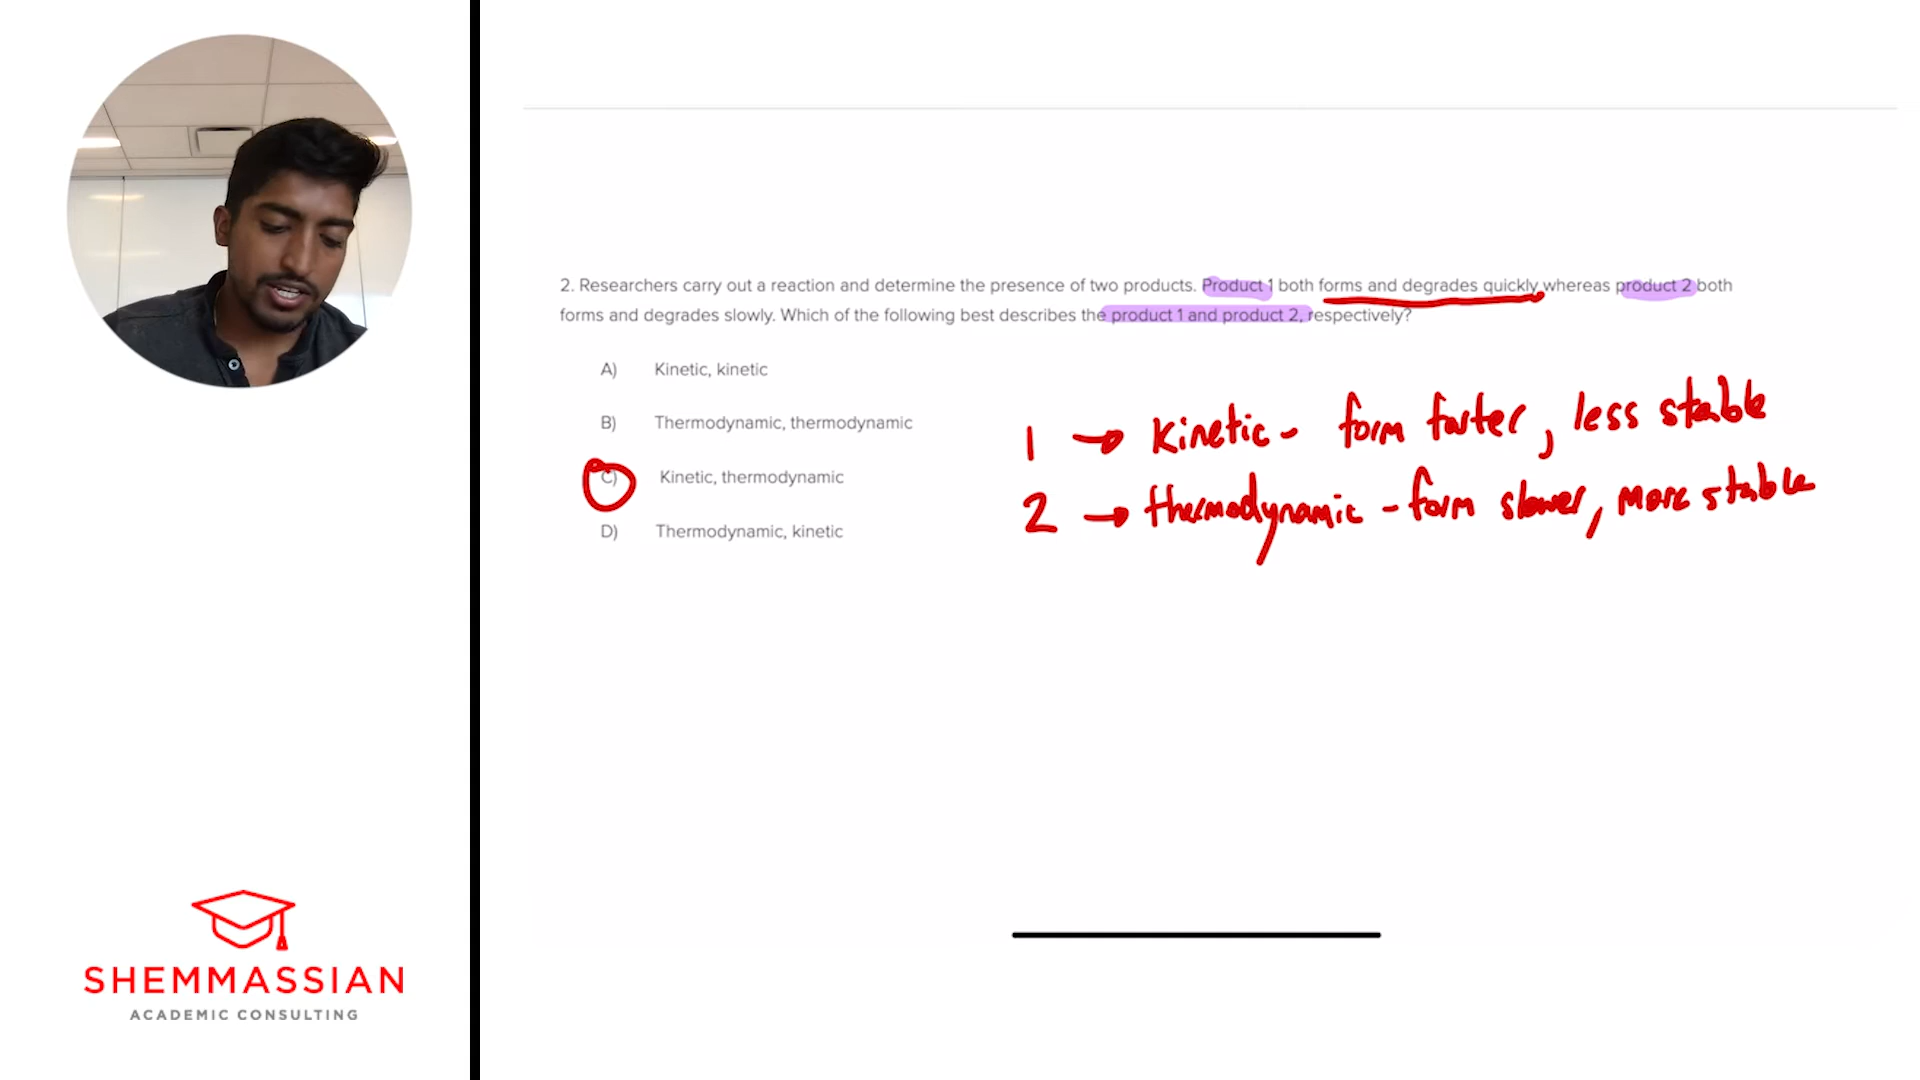 2. Researchers carry out a reaction and determine the presence of two products. Product 1 both forms and degrades quickly whereas product 2 both
forms and degrades slowly. Which of the following best describes the product 1 and product 2, respectively?
A) Kinetic, kinetic
B) Thermodynamic, thermodynamic
C) Kinetic, thermodynamic
D) Thermodynamic, kinetic
1 → Kinetic - form faster, less stable
2 → thermodynamic - form slower, more stable
SHEMMASSIAN
ACADEMIC CONSULTING